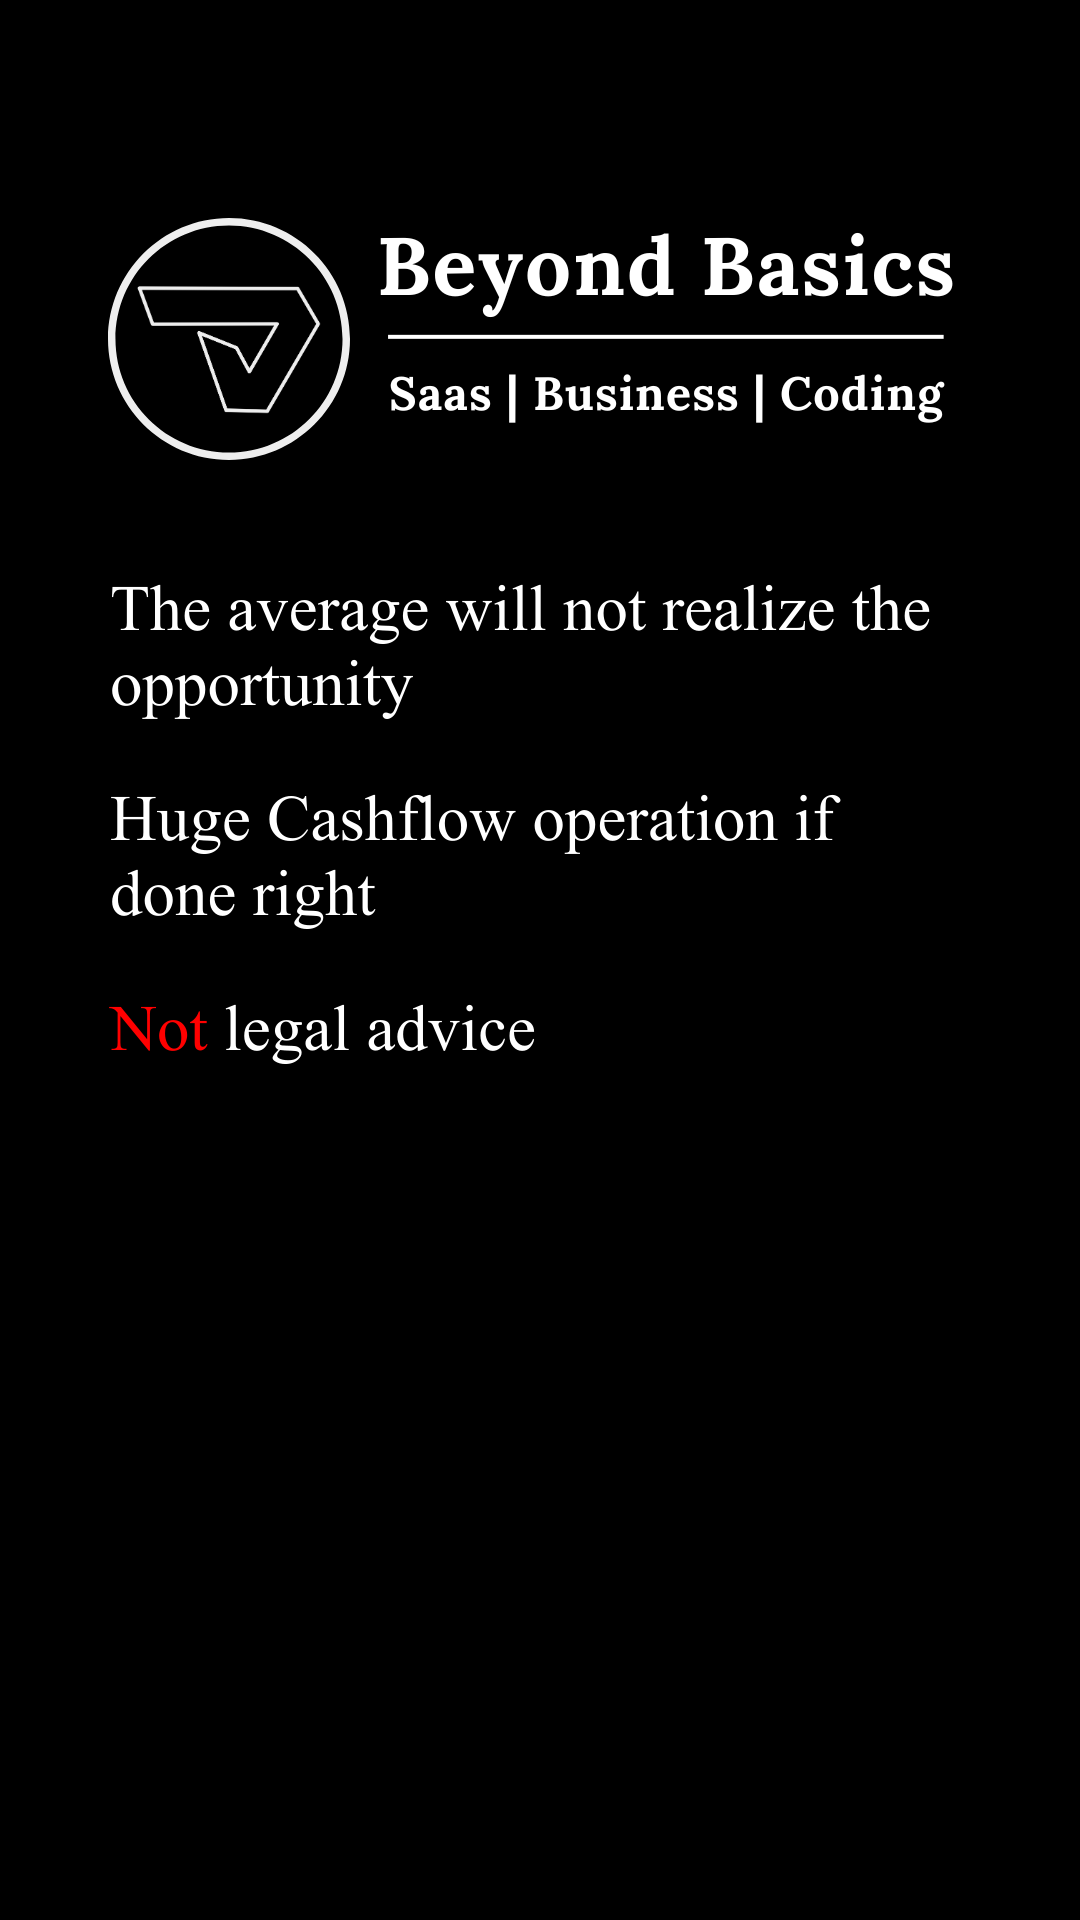 Beyond Basics
Saas | Business | Coding
The average will not realize the
opportunity
Huge Cashflow operation if
done right
Not legal advice